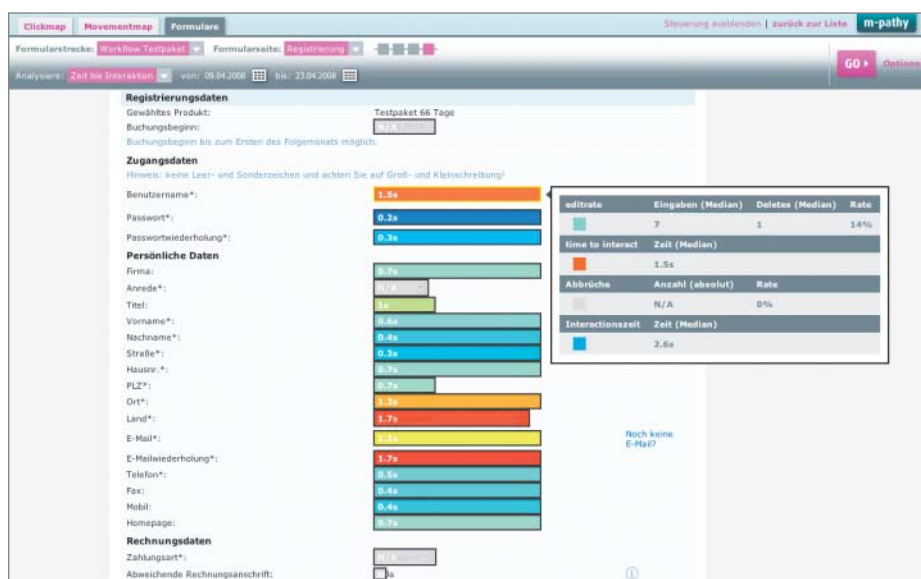 Clickmap Movementmap Formulare Steuerung ausblenden | zurück zur Liste m-pathy
Formularstrecke: Workflow Testpaket Formularseite: Registrierung
GO Options
Analysiere: Zeit bis Interaktion von: 09.04.2008 bis: 23.04.2008
Registrierungsdaten
Gewähltes Produkt: Testpaket 66 Tage
Buchungsbeginn: N/A
Buchungsbeginn bis zum Ersten des Folgemonats möglich.
Zugangsdaten
Hinweis: keine Leer- und Sonderzeichen und achten Sie auf Groß- und Kleinschreibung!
Benutzername*: 1.5s
Passwort*: 0.2s
Passwortwiederholung*: 0.3s
Persönliche Daten
Firma: 0.7s
Anrede*: N/A
Titel: 1s
Vorname*: 0.6s
Nachname*: 0.4s
Straße*: 0.3s
Hausnr.*: 0.7s
PLZ*: 0.7s
Ort*: 1.3s
Land*: 1.7s
E-Mail*:
Noch keine
E-Mail?
E-Mailwiederholung*: 1.7s
Telefon*: 0.5s
Fax: 0.4s
Mobil: 0.4s
Homepage: 0.7s
Rechnungsdaten
Zahlungsart*: N/A
Abweichende Rechnungsanschrift: Ja
editrate Eingaben (Median) Deletes (Median) Rate
7 1 14%
time to interact Zeit (Median)
1.5s
Abbrüche Anzahl (absolut) Rate
N/A 0%
Interactionszeit Zeit (Median)
2.6s